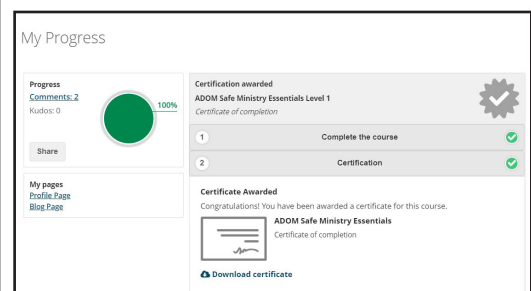 My Progress
Progress
Comments: 2
Kudos: 0
100%
Share
My pages
Profile Page
Blog Page
Certification awarded
ADOM Safe Ministry Essentials Level 1
Certificate of completion
1 Complete the course
2 Certification
Certificate Awarded
Congratulations! You have been awarded a certificate for this course.
ADOM Safe Ministry Essentials
Certificate of completion
Download certificate